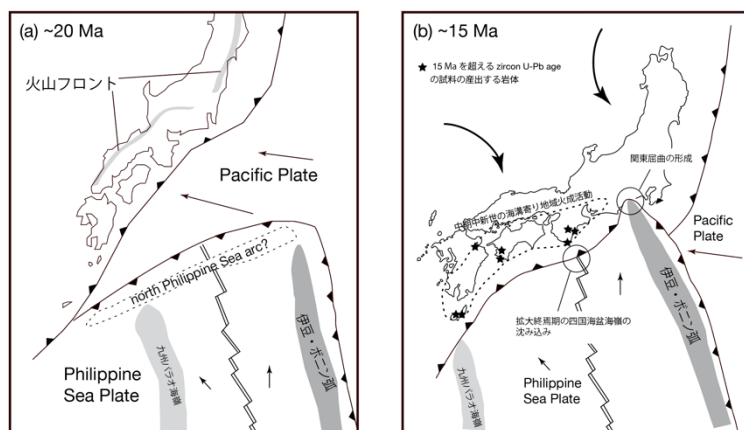 (a) ~20 Ma
火山フロント
Pacific Plate
north Philippine Sea arc?
伊豆・ボニン弧
九州パラオ海嶺
Philippine
Sea Plate
(b) ~15 Ma
★ 15 Ma を超える zircon U-Pb age
の試料の産出する岩体
関東屈曲の形成
中期中新世の海溝寄り地域火成活動
Pacific
Plate
伊豆・ボニン弧
拡大終焉期の四国海盆海嶺の
沈み込み
九州パラオ海嶺
Philippine
Sea Plate